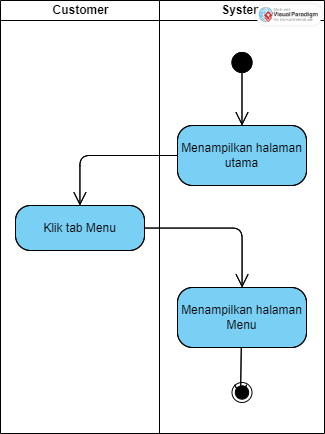 Customer
System
Visual Paradigm
Menampilkan halaman
utama
Klik tab Menu
Menampilkan halaman
Menu